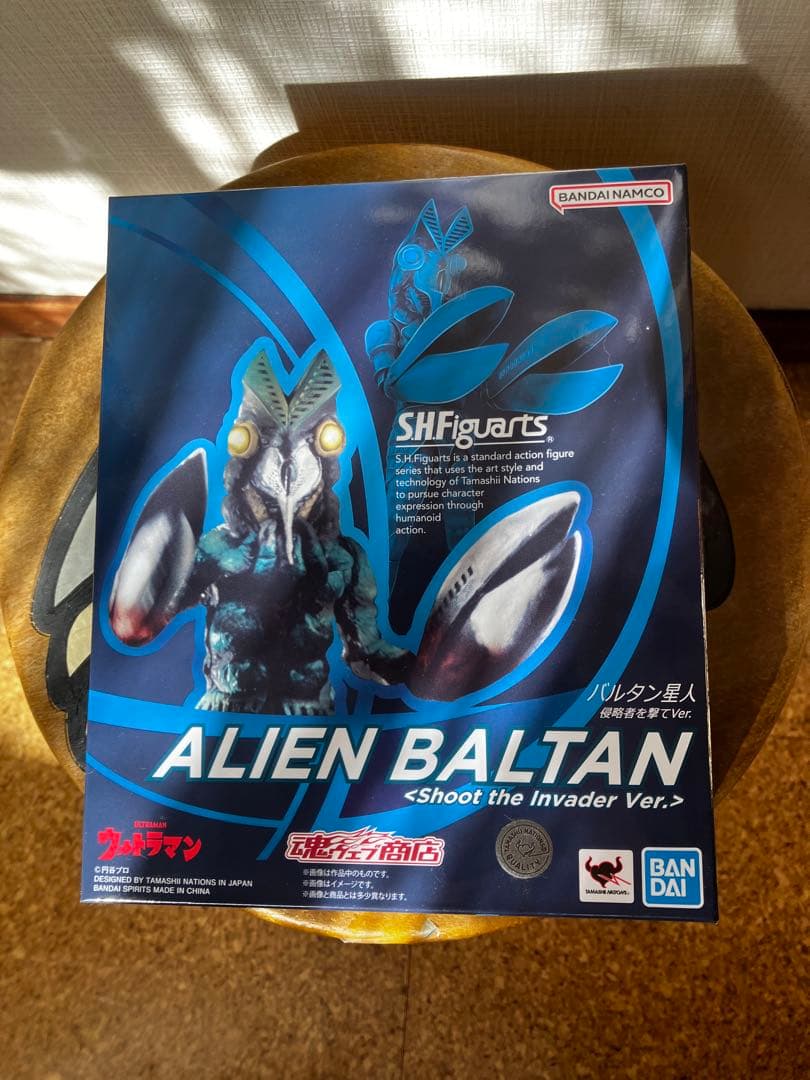 BANDAI NAMCO
S.H.Figuarts®
S.H.Figuarts is a standard action figure
series that uses the art style and
technology of Tamashii Nations
to pursue character
expression through
humanoid
action.
バルタン星人
侵略者を撃てVer.
ALIEN BALTAN
<Shoot the Invader Ver.>
ULTRAMAN
ウルトラマン
魂ウェブ商店
TAMASHII NATIONS
QUALITY
©円谷プロ
DESIGNED BY TAMASHII NATIONS IN JAPAN
BANDAI SPIRITS MADE IN CHINA
※画像は作品中のものです。
※画像はイメージです。
※画像と商品とは多少異なります。
TAMASHII NATIONS
BAN
DAI